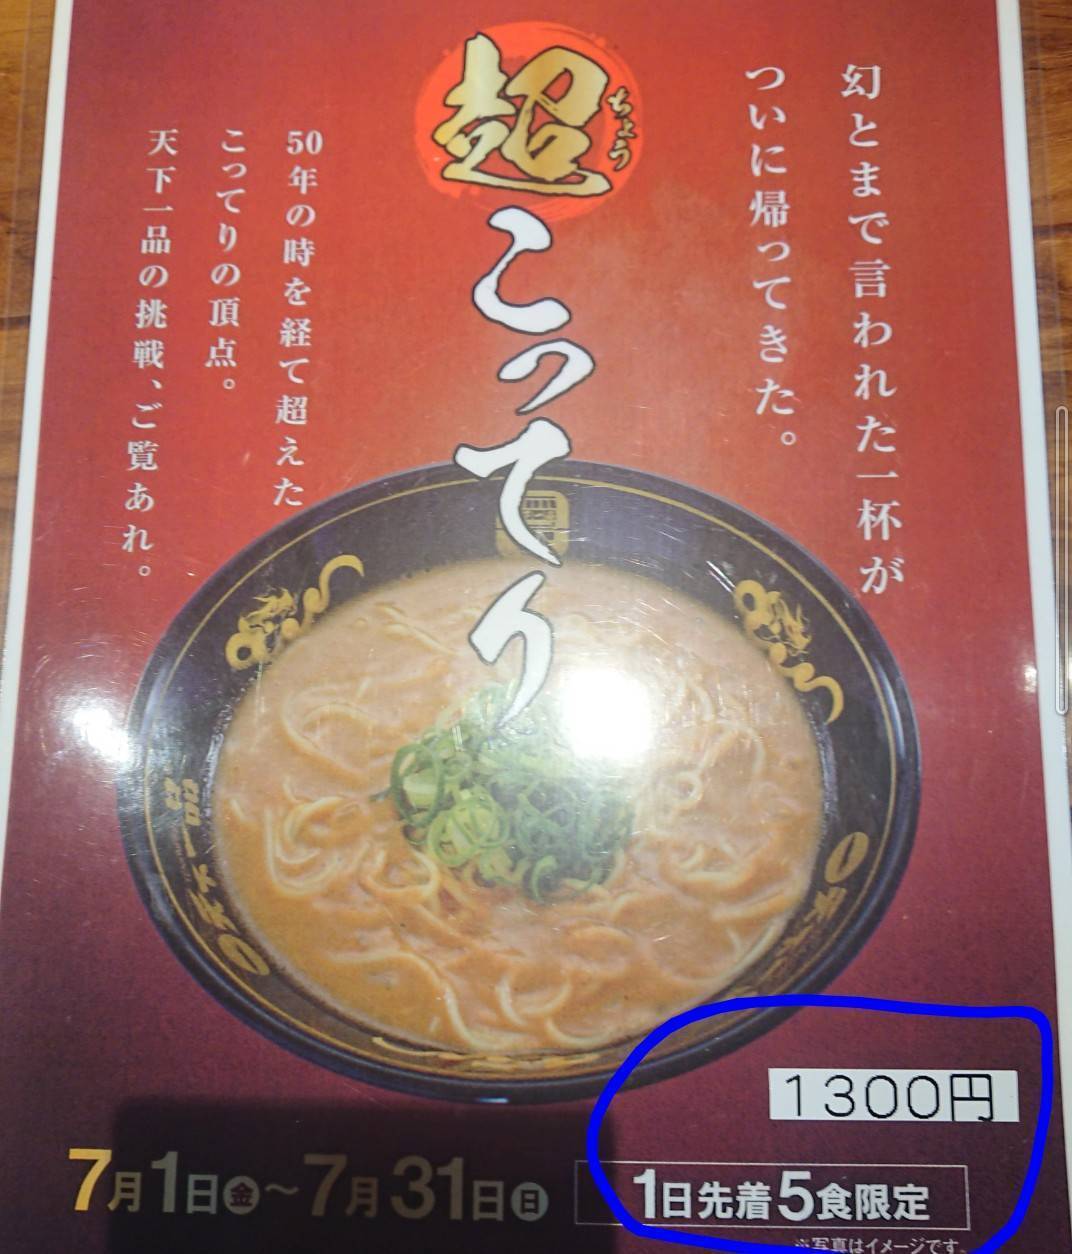 幻とまで言われた一杯が
ついに帰ってきた。
超
ちょう
こってり
50年の時を経て超えた
こってりの頂点。
天下一品の挑戦、ご覧あれ。
天下一品
1300円
7月1日金～7月31日日
1日先着5食限定
※写真はイメージです